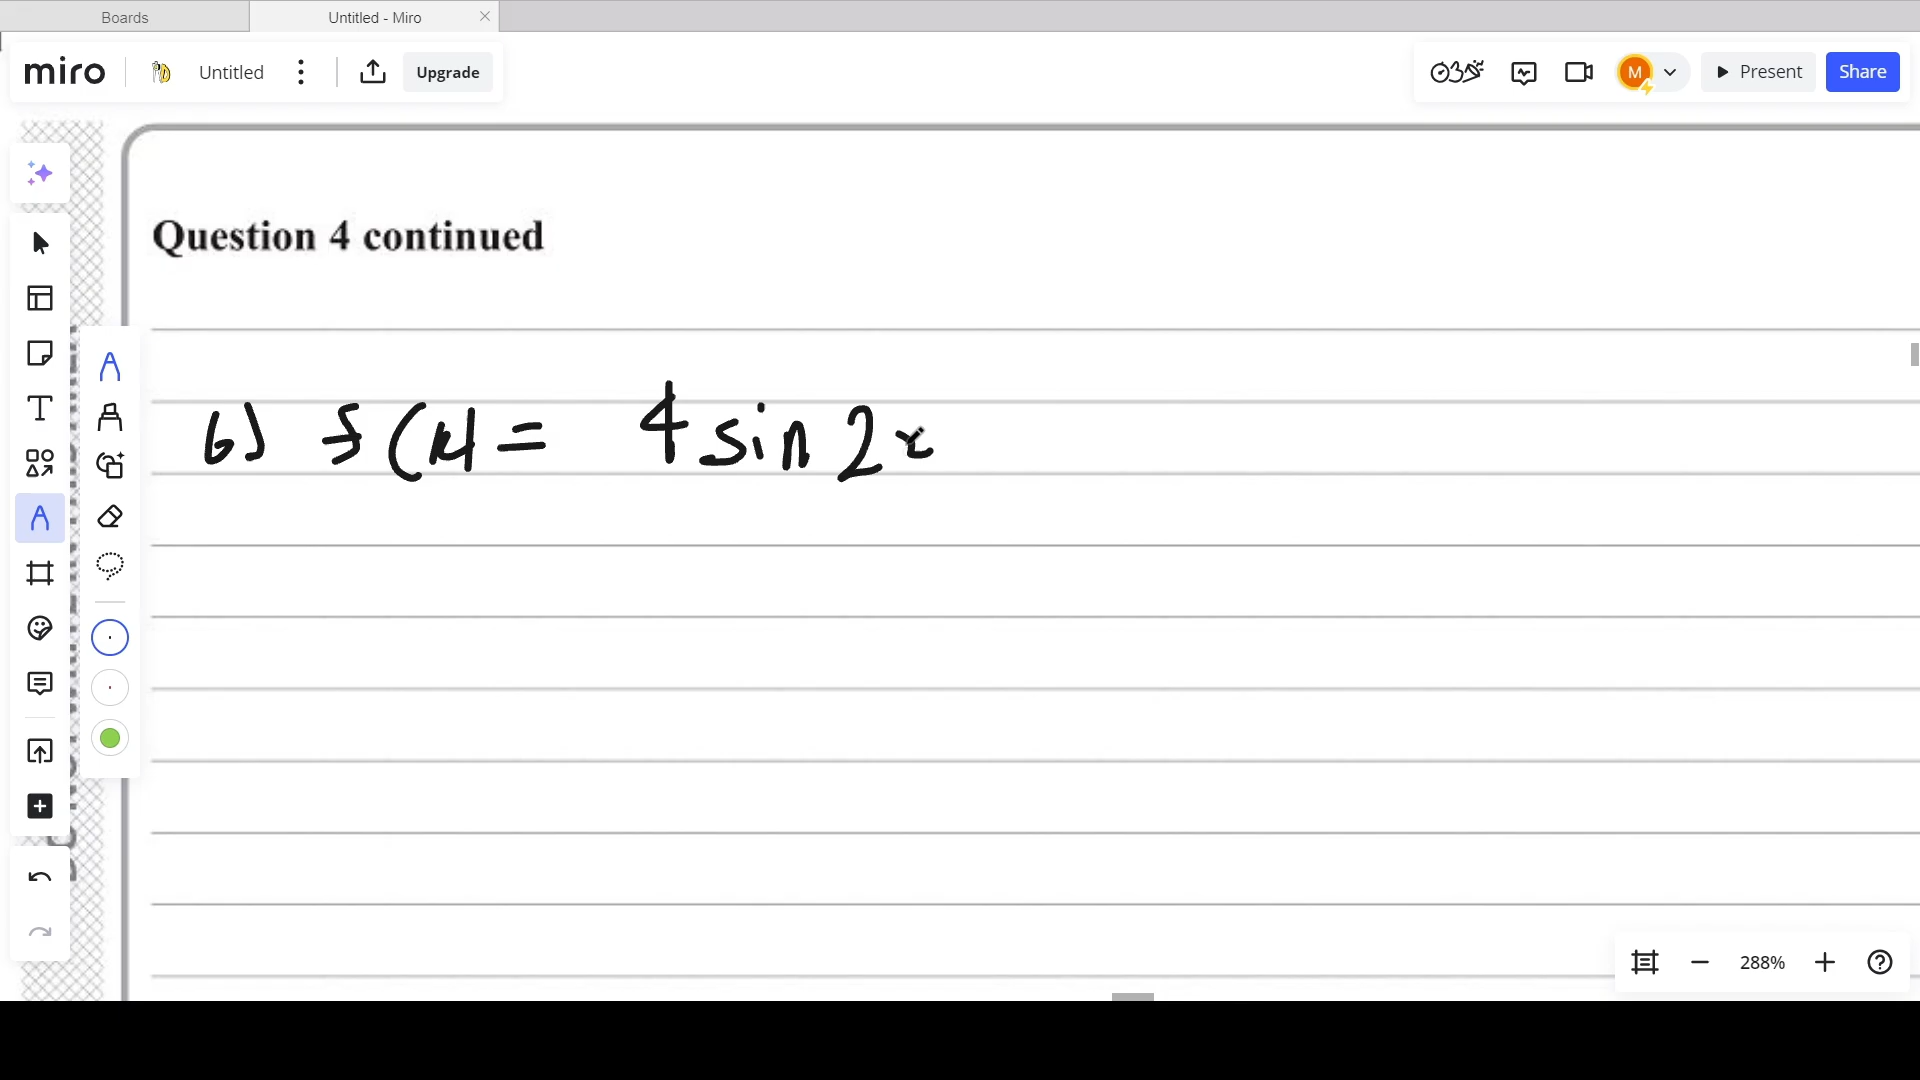 Boards
Untitled - Miro
miro
Untitled
Upgrade
M
Present
Share
Question 4 continued
b) f(x) = 4 sin 2x
288%